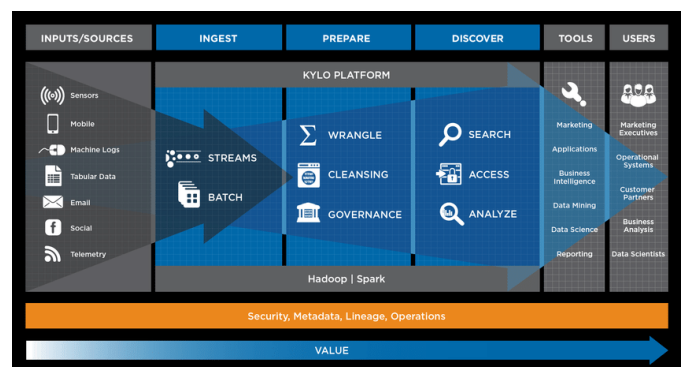 INPUTS/SOURCES
INGEST
PREPARE
DISCOVER
TOOLS
USERS
KYLO PLATFORM
Sensors
Mobile
Machine Logs
Tabular Data
Email
Social
Telemetry
STREAMS
BATCH
WRANGLE
CLEANSING
GOVERNANCE
SEARCH
ACCESS
ANALYZE
Marketing
Applications
Business
Intelligence
Data Mining
Data Science
Reporting
Marketing
Executives
Operational
Systems
Customer
Partners
Business
Analysis
Data Scientists
Hadoop | Spark
Security, Metadata, Lineage, Operations
VALUE